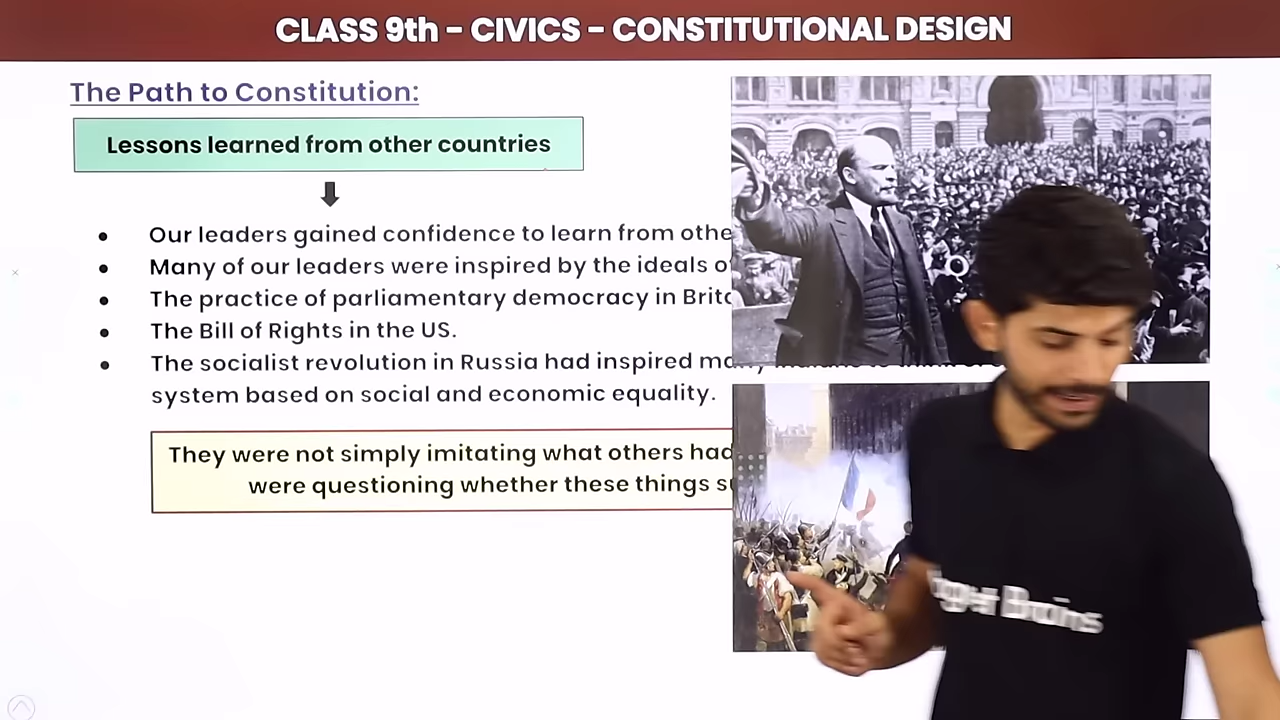 CLASS 9th – CIVICS – CONSTITUTIONAL DESIGN
The Path to Constitution:
Lessons learned from other countries
• Our leaders gained confidence to learn from othe
• Many of our leaders were inspired by the ideals o
• The practice of parliamentary democracy in Brit
• The Bill of Rights in the US.
• The socialist revolution in Russia had inspired
system based on social and economic equality.
They were not simply imitating what others had
were questioning whether these things s